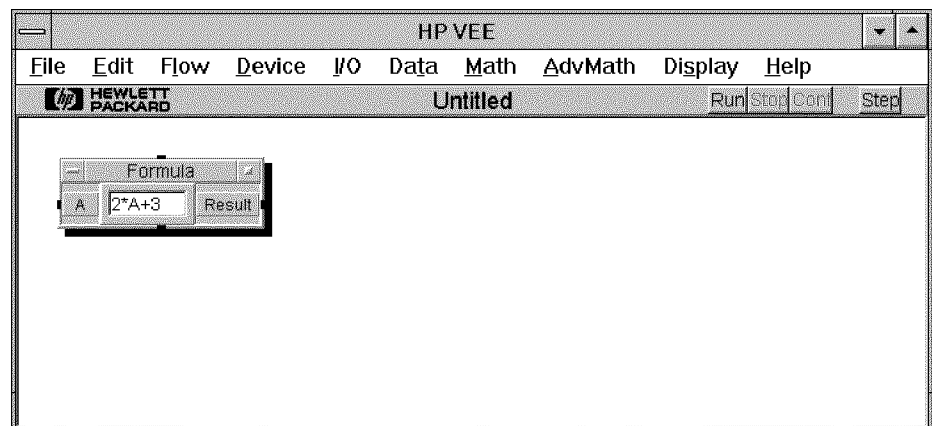 HP VEE
File Edit Flow Device I/O Data Math AdvMath Display Help
hp HEWLETT PACKARD Untitled Run Stop Cont Step
Formula
A 2*A+3 Result